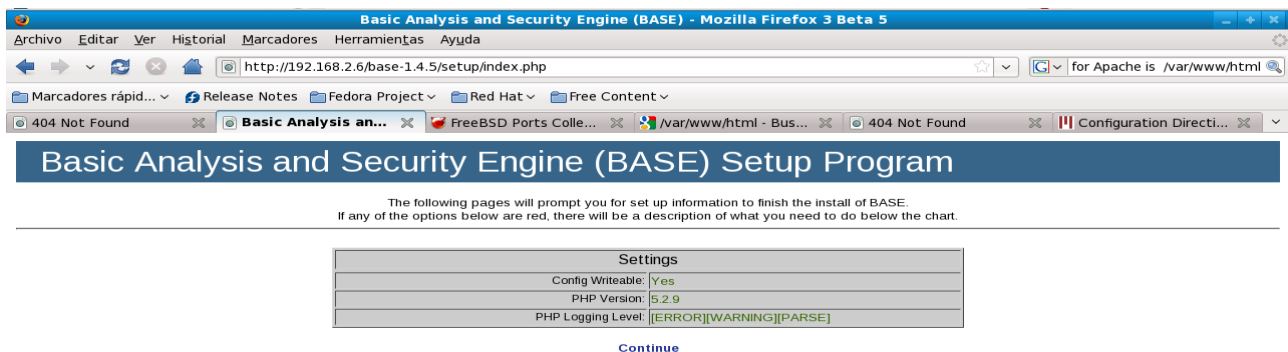 Basic Analysis and Security Engine (BASE) - Mozilla Firefox 3 Beta 5
Archivo Editar Ver Historial Marcadores Herramientas Ayuda
http://192.168.2.6/base-1.4.5/setup/index.php
for Apache is /var/www/html
Marcadores rápid... Release Notes Fedora Project Red Hat Free Content
404 Not Found Basic Analysis an... FreeBSD Ports Colle... /var/www/html - Bus... 404 Not Found Configuration Directi...
Basic Analysis and Security Engine (BASE) Setup Program
The following pages will prompt you for set up information to finish the install of BASE.
If any of the options below are red, there will be a description of what you need to do below the chart.
Settings
Config Writeable: Yes
PHP Version: 5.2.9
PHP Logging Level: [ERROR][WARNING][PARSE]
Continue